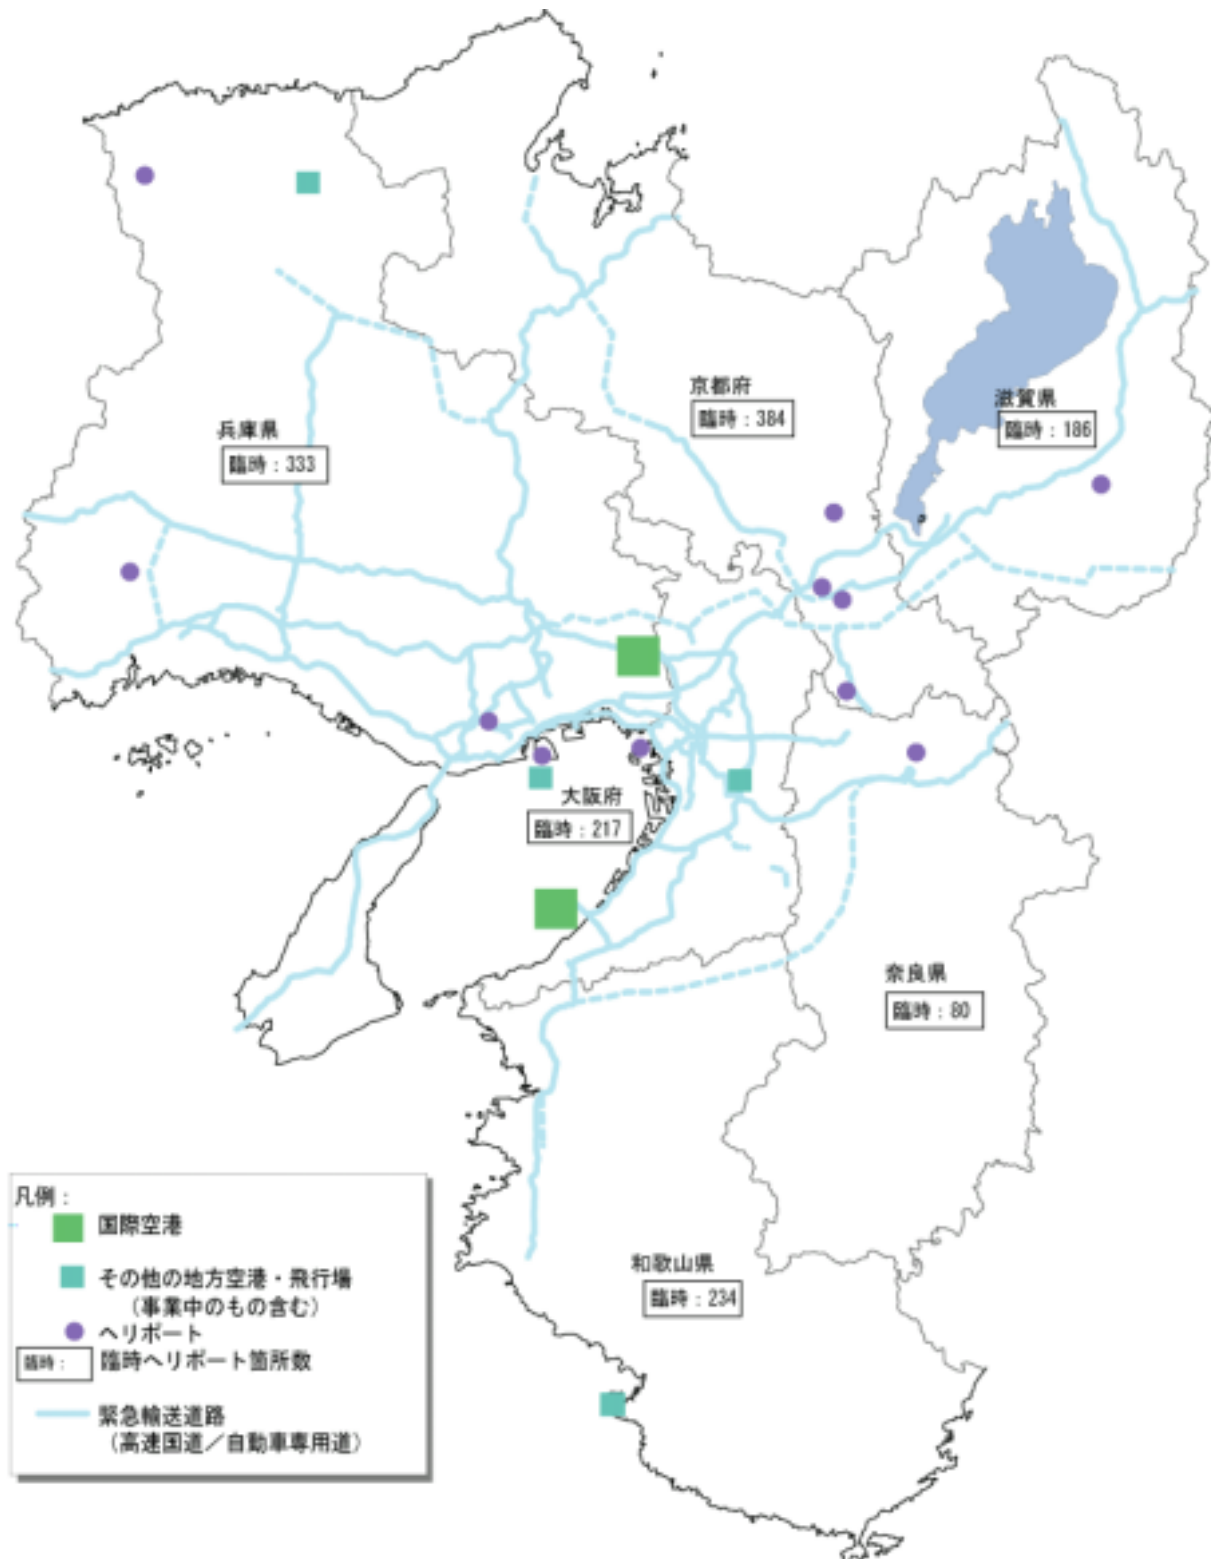 京都府
臨時：384
滋賀県
臨時：186
兵庫県
臨時：333
大阪府
臨時：217
奈良県
臨時：80
和歌山県
臨時：234
凡例：
国際空港
その他の地方空港・飛行場
（事業中のもの含む）
ヘリポート
臨時：
臨時ヘリポート箇所数
緊急輸送道路
（高速国道／自動車専用道）